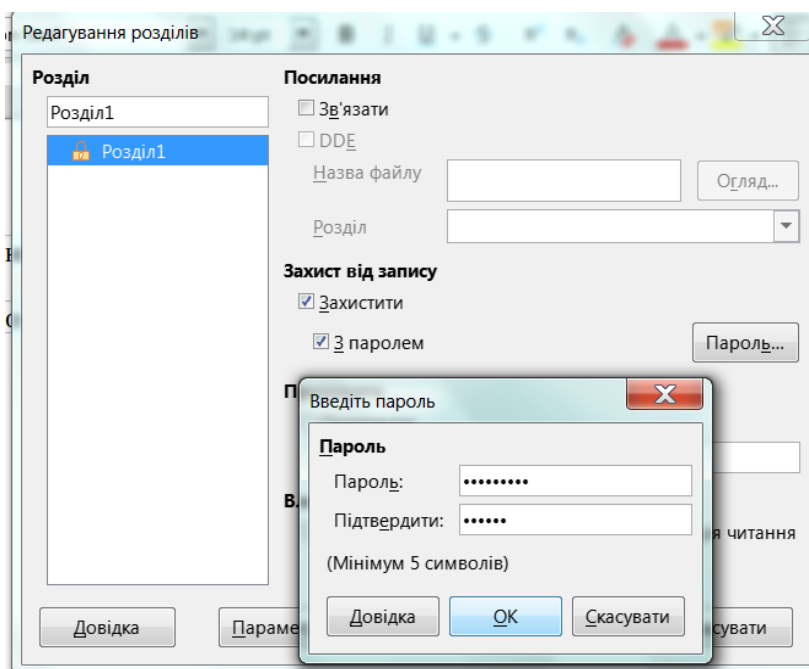 Редагування розділів
Розділ
Розділ1
Розділ1
Посилання
Зв'язати
DDE
Назва файлу
Огляд...
Розділ
Захист від запису
Захистити
З паролем
Пароль...
Введіть пароль
Пароль
Пароль:
•••••••••
Підтвердити:
••••••
(Мінімум 5 символів)
Довідка
OK
Скасувати
я читання
Довідка
Параме
сувати